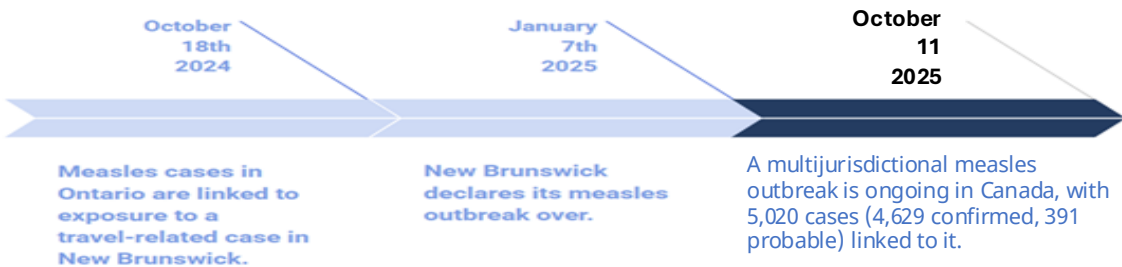 October
18th
2024
January
7th
2025
October
11
2025
Measles cases in
Ontario are linked to
exposure to a
travel-related case in
New Brunswick.
New Brunswick
declares its measles
outbreak over.
A multijurisdictional measles
outbreak is ongoing in Canada, with
5,020 cases (4,629 confirmed, 391
probable) linked to it.